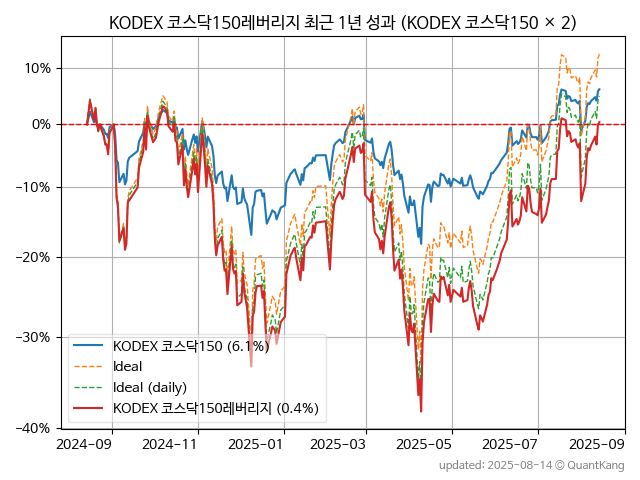 KODEX 코스닥150레버리지 최근 1년 성과 (KODEX 코스닥150 × 2)
10%
0%
−10%
−20%
−30%
−40%
KODEX 코스닥150 (6.1%)
Ideal
Ideal (daily)
KODEX 코스닥150레버리지 (0.4%)
2024-09 2024-11 2025-01 2025-03 2025-05 2025-07 2025-09
updated: 2025-08-14 © QuantKang